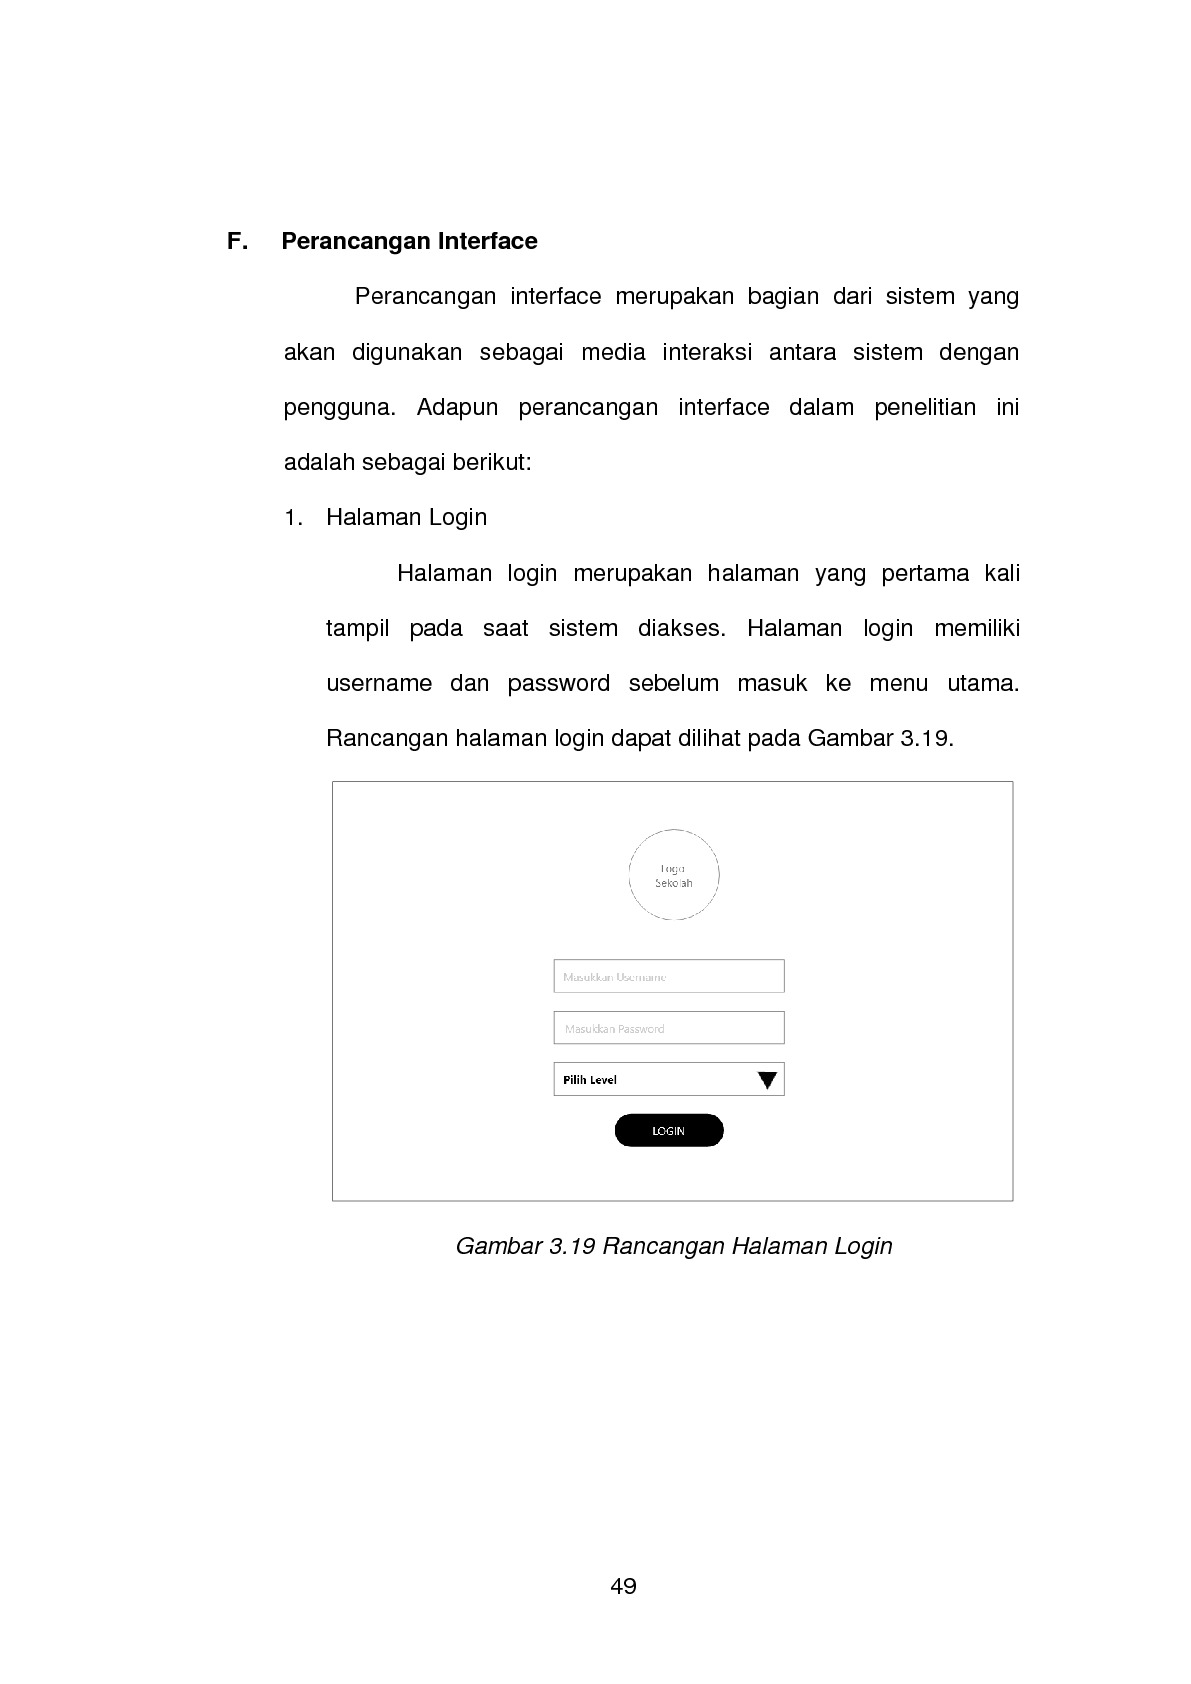 F. Perancangan Interface
Perancangan interface merupakan bagian dari sistem yang
akan digunakan sebagai media interaksi antara sistem dengan
pengguna. Adapun perancangan interface dalam penelitian ini
adalah sebagai berikut:
1. Halaman Login
Halaman login merupakan halaman yang pertama kali
tampil pada saat sistem diakses. Halaman login memiliki
username dan password sebelum masuk ke menu utama.
Rancangan halaman login dapat dilihat pada Gambar 3.19.
Logo
Sekolah
Masukkan Username
Masukkan Password
Pilih Level
LOGIN
Gambar 3.19 Rancangan Halaman Login
49